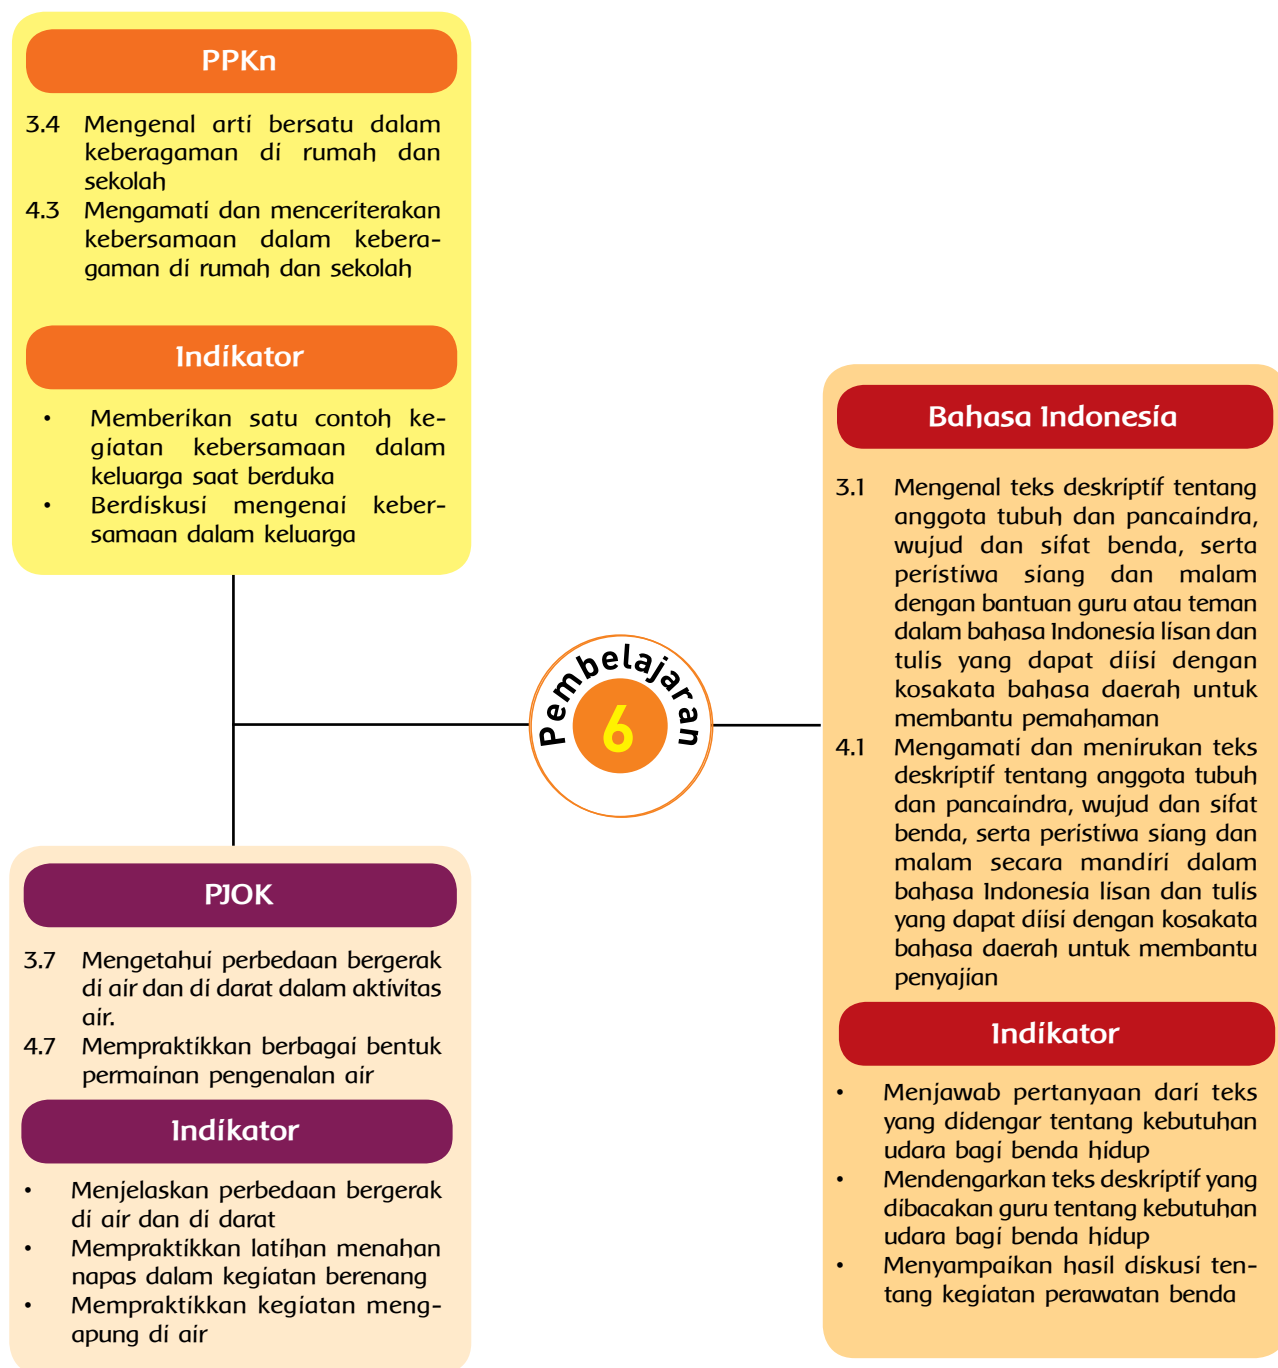 PPKn
3.4 Mengenal arti bersatu dalam
keberagaman di rumah dan
sekolah
4.3 Mengamati dan menceriterakan
kebersamaan dalam kebera-
gaman di rumah dan sekolah
Indikator
• Memberikan satu contoh ke-
giatan kebersamaan dalam
keluarga saat berduka
• Berdiskusi mengenai keber-
samaan dalam keluarga
Pembelajaran
6
PJOK
3.7 Mengetahui perbedaan bergerak
di air dan di darat dalam aktivitas
air.
4.7 Mempraktikkan berbagai bentuk
permainan pengenalan air
Indikator
• Menjelaskan perbedaan bergerak
di air dan di darat
• Mempraktikkan latihan menahan
napas dalam kegiatan berenang
• Mempraktikkan kegiatan meng-
apung di air
Bahasa Indonesia
3.1 Mengenal teks deskriptif tentang
anggota tubuh dan pancaindra,
wujud dan sifat benda, serta
peristiwa siang dan malam
dengan bantuan guru atau teman
dalam bahasa Indonesia lisan dan
tulis yang dapat diisi dengan
kosakata bahasa daerah untuk
membantu pemahaman
4.1 Mengamati dan menirukan teks
deskriptif tentang anggota tubuh
dan pancaindra, wujud dan sifat
benda, serta peristiwa siang dan
malam secara mandiri dalam
bahasa Indonesia lisan dan tulis
yang dapat diisi dengan kosakata
bahasa daerah untuk membantu
penyajian
Indikator
• Menjawab pertanyaan dari teks
yang didengar tentang kebutuhan
udara bagi benda hidup
• Mendengarkan teks deskriptif yang
dibacakan guru tentang kebutuhan
udara bagi benda hidup
• Menyampaikan hasil diskusi ten-
tang kegiatan perawatan benda